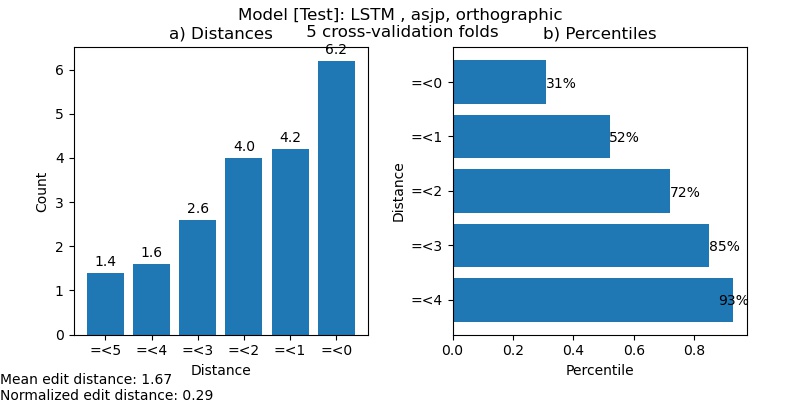 Model [Test]: LSTM , asjp, orthographic
5 cross-validation folds
a) Distances
6.2
6
5
4
3
2
1
0
Count
1.4
1.6
2.6
4.0
4.2
=<5 =<4 =<3 =<2 =<1 =<0
Distance
b) Percentiles
=<0 31%
=<1 52%
=<2 72%
=<3 85%
=<4 93%
Distance
0.0 0.2 0.4 0.6 0.8
Percentile
Mean edit distance: 1.67
Normalized edit distance: 0.29